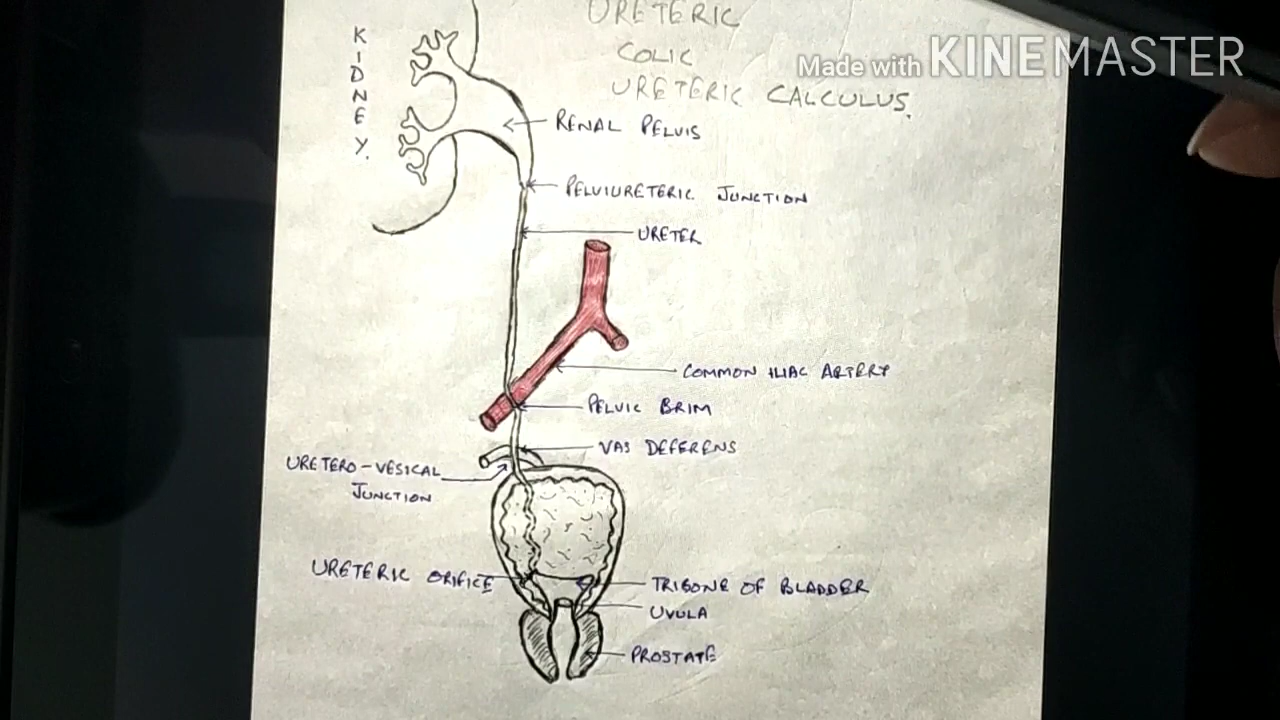 URETERIC
COLIC
URETERIC CALCULUS.
Made with KINEMASTER
KIDNEY.
RENAL PELVIS
PELVIURETERIC JUNCTION
URETER
COMMON ILIAC ARTERY
PELVIC BRIM
VAS DEFERENS
URETERO-VESICAL
JUNCTION
URETERIC ORIFICE
TRIGONE OF BLADDER
UVULA
PROSTATE